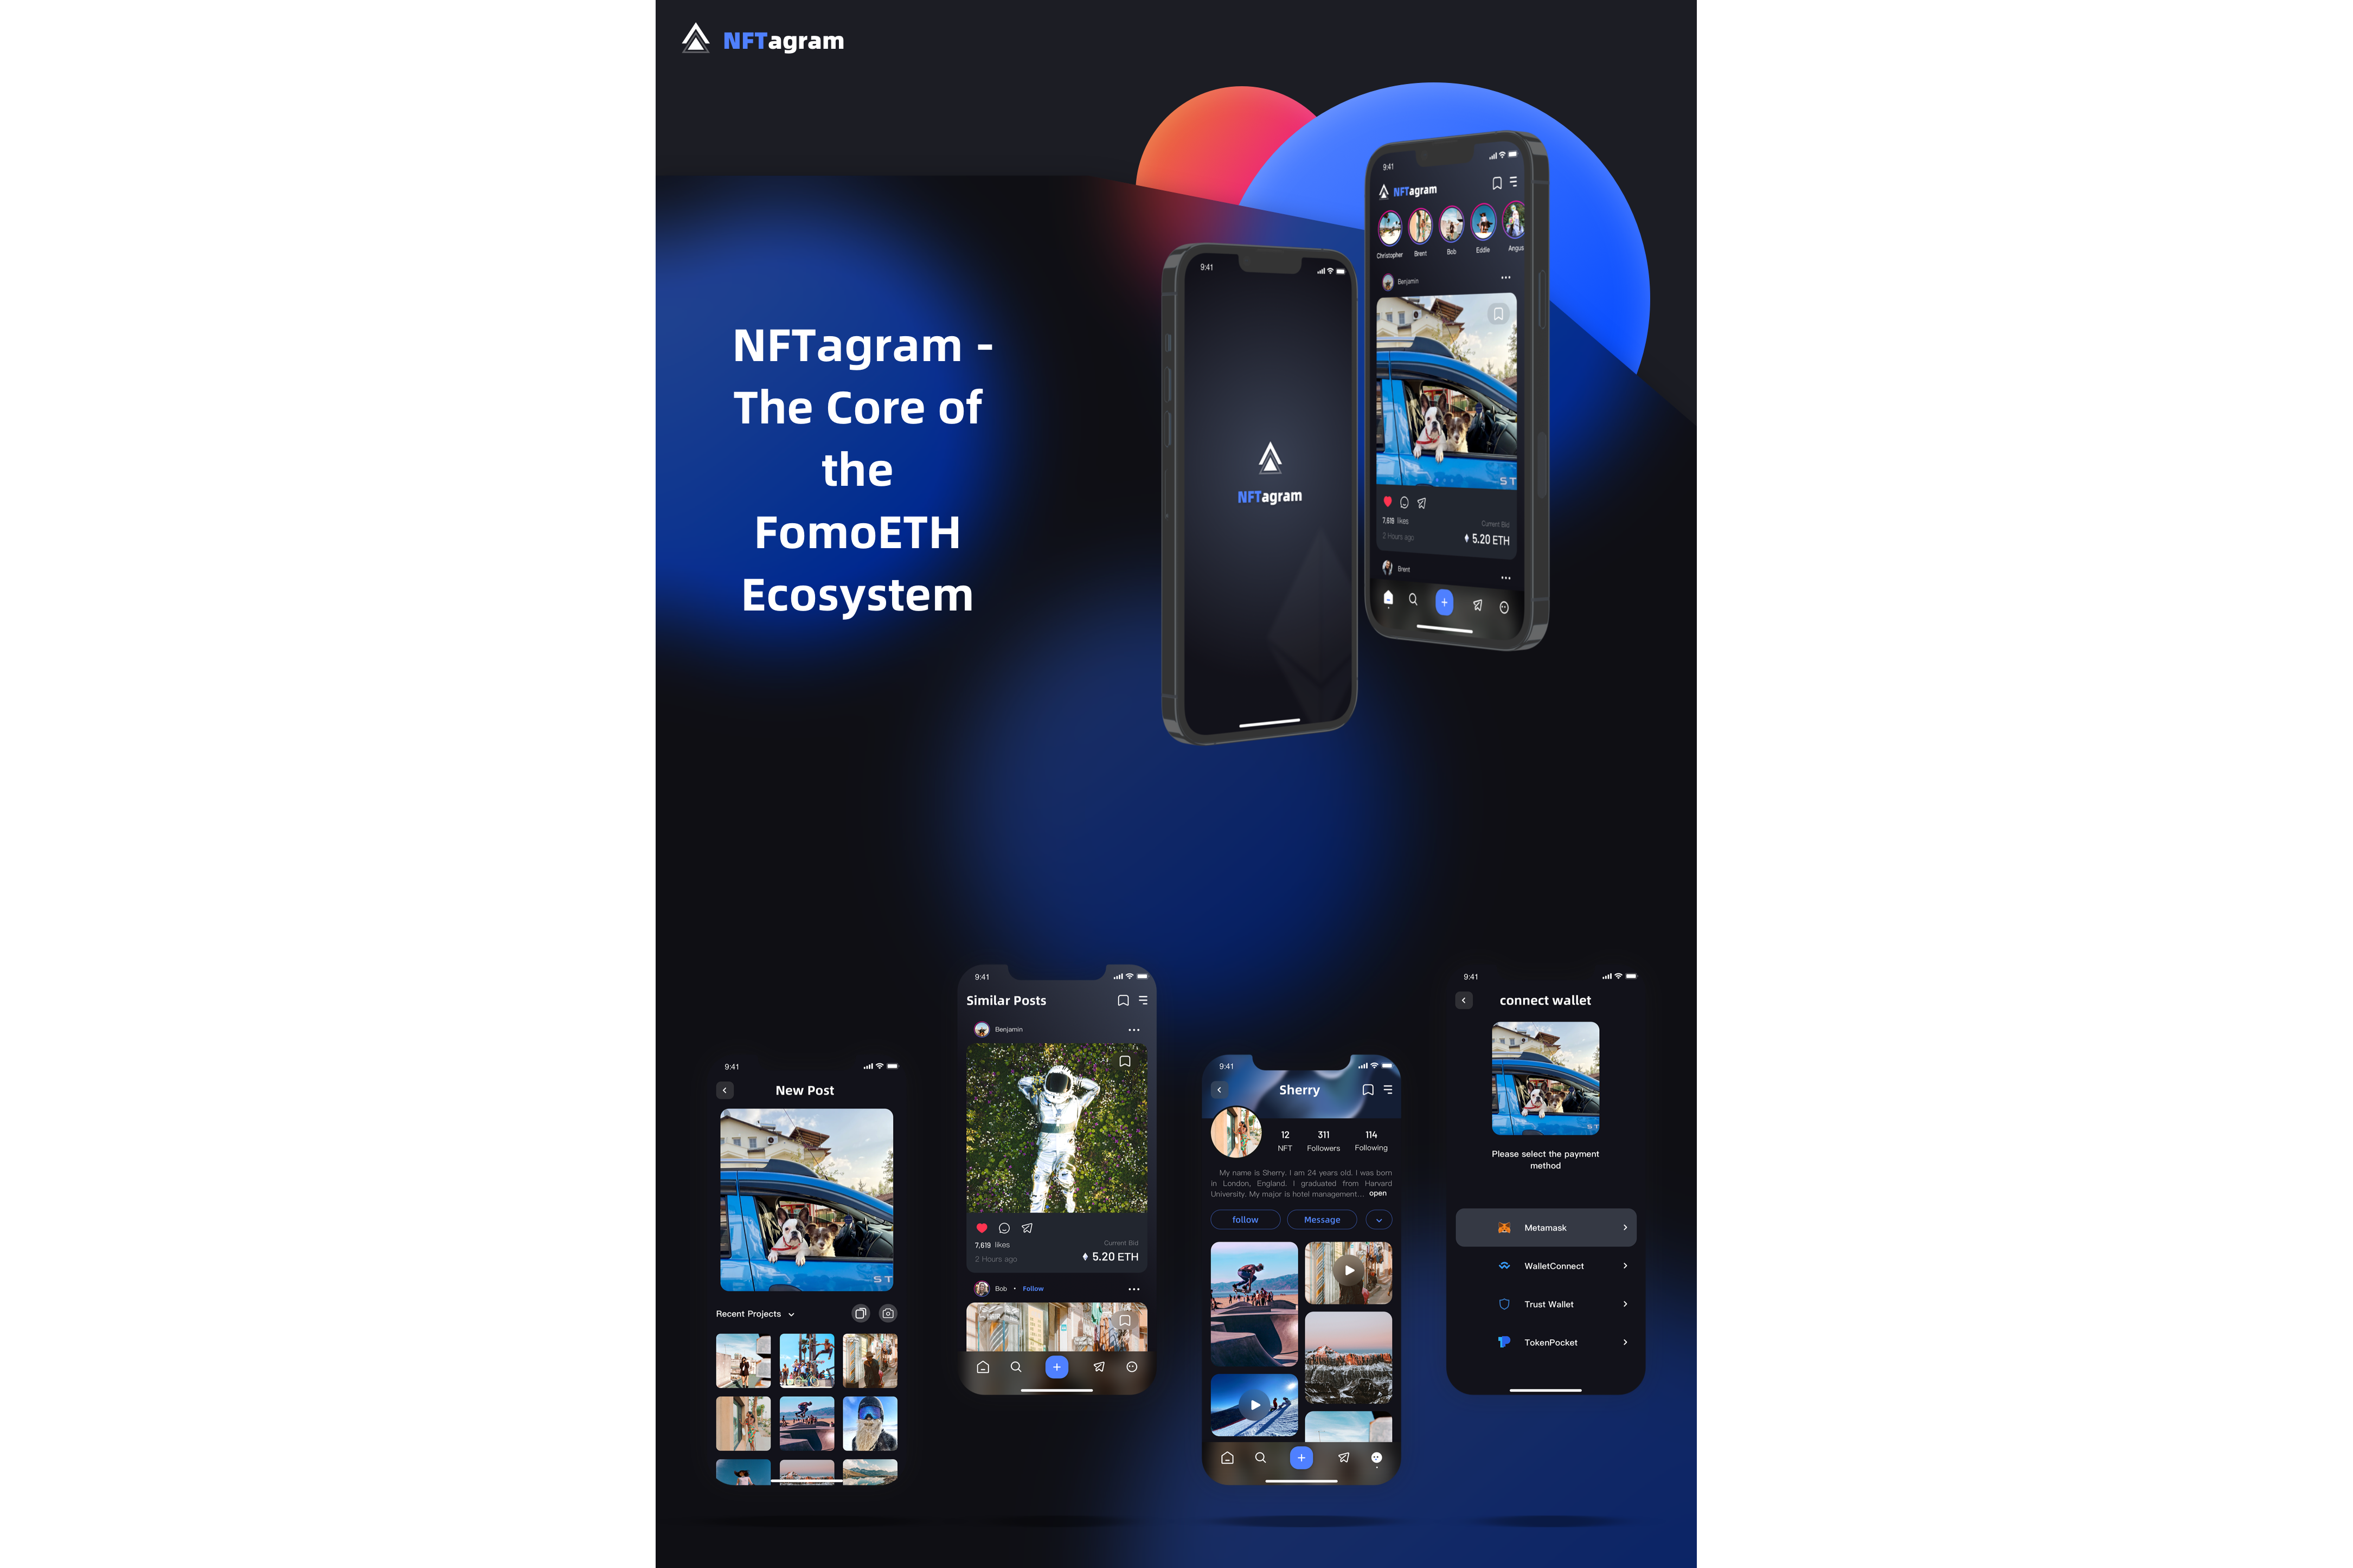 NFTagram
NFTagram -
The Core of
the
FomoETH
Ecosystem
9:41
NFTagram
9:41
NFTagram
Christopher
Brent
Bob
Eddie
Angus
Benjamin
ST
7,619 likes
Current Bid
2 Hours ago
5.20 ETH
Brent
9:41
New Post
ST
Recent Projects
9:41
Similar Posts
Benjamin
7,619 likes
Current Bid
2 Hours ago
5.20 ETH
Bob • Follow
9:41
Sherry
12
311
114
NFT
Followers
Following
My name is Sherry. I am 24 years old. I was born
in London, England. I graduated from Harvard
University. My major is hotel management... open
follow
Message
9:41
connect wallet
ST
Please select the payment
method
Metamask
WalletConnect
Trust Wallet
TokenPocket